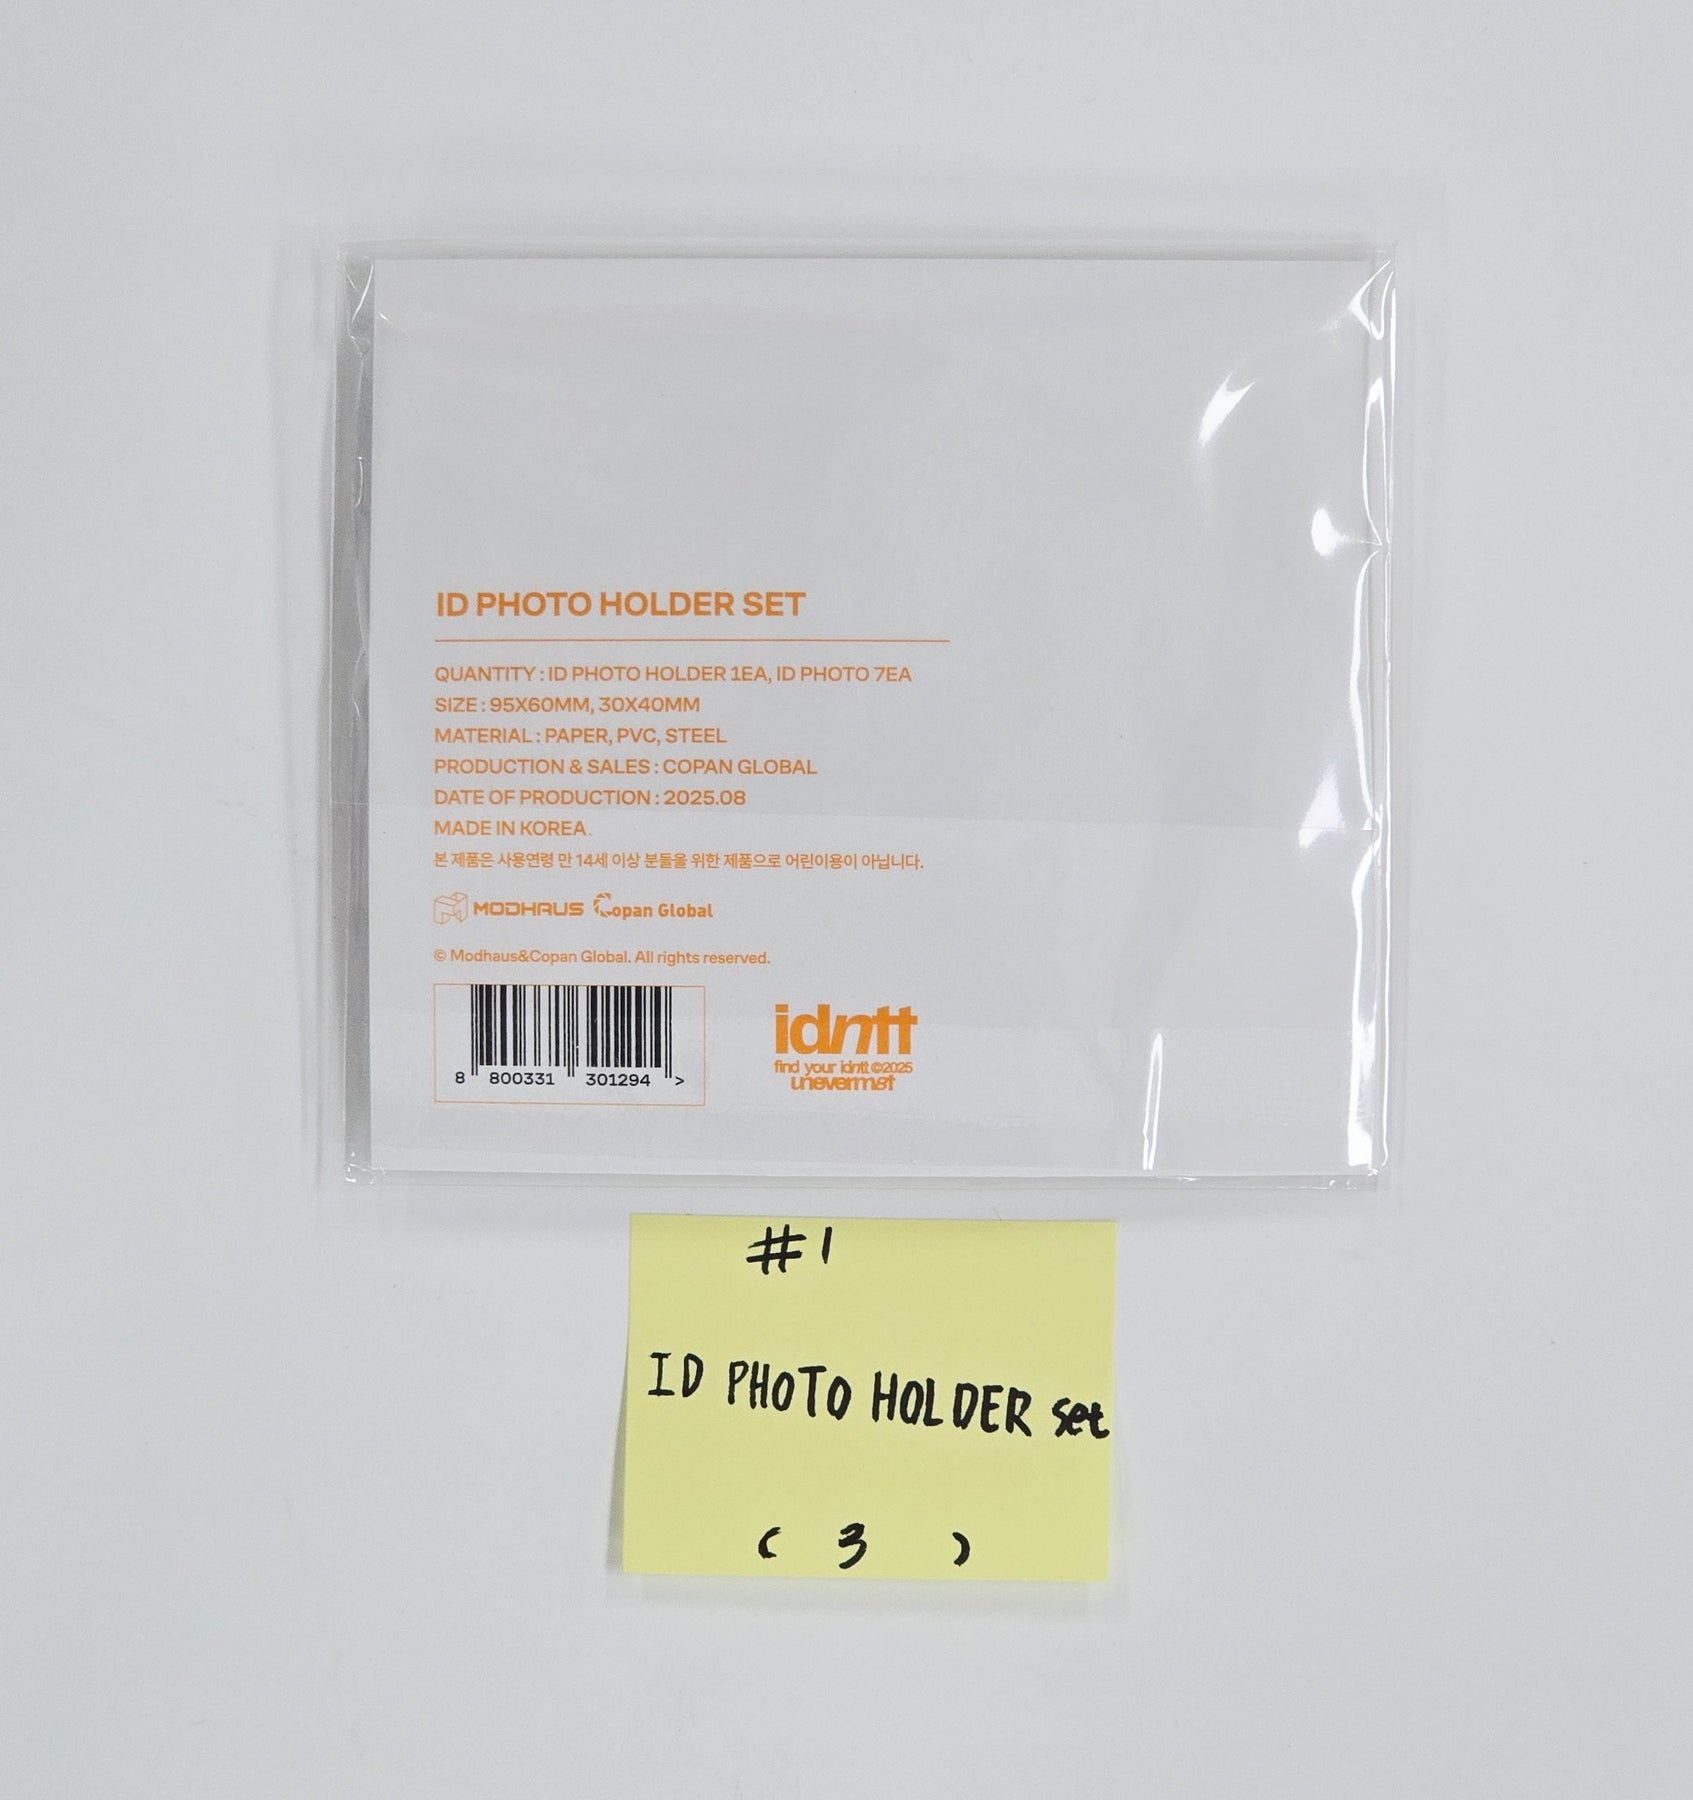 ID PHOTO HOLDER SET
QUANTITY : ID PHOTO HOLDER 1EA, ID PHOTO 7EA
SIZE : 95X60MM, 30X40MM
MATERIAL : PAPER, PVC, STEEL
PRODUCTION & SALES : COPAN GLOBAL
DATE OF PRODUCTION : 2025.08
MADE IN KOREA.
본 제품은 사용연령 만 14세 이상 분들을 위한 제품으로 어린이용이 아닙니다.
MODHAUS Copan Global
© Modhaus&Copan Global. All rights reserved.
8 800331 301294 >
idntt
find your idntt ©2025
unevermet
#1
ID PHOTO HOLDER set
( 3 )